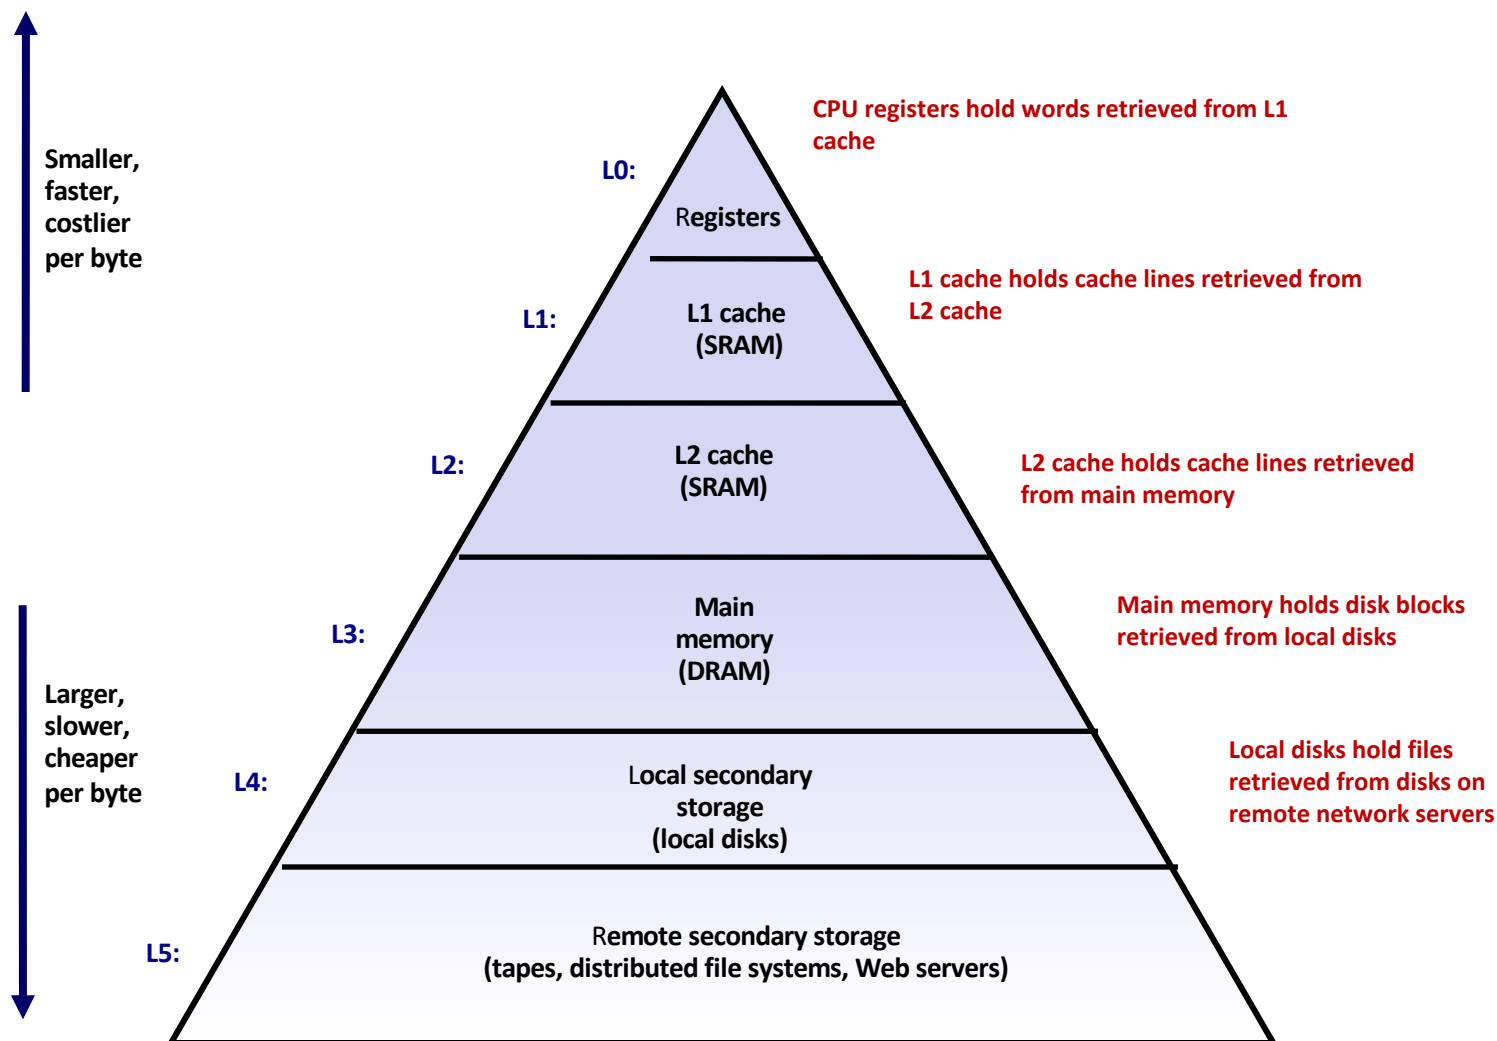 Smaller,
faster,
costlier
per byte
Larger,
slower,
cheaper
per byte
L0:
Registers
CPU registers hold words retrieved from L1
cache
L1:
L1 cache
(SRAM)
L1 cache holds cache lines retrieved from
L2 cache
L2:
L2 cache
(SRAM)
L2 cache holds cache lines retrieved
from main memory
L3:
Main
memory
(DRAM)
Main memory holds disk blocks
retrieved from local disks
L4:
Local secondary
storage
(local disks)
Local disks hold files
retrieved from disks on
remote network servers
L5:
Remote secondary storage
(tapes, distributed file systems, Web servers)